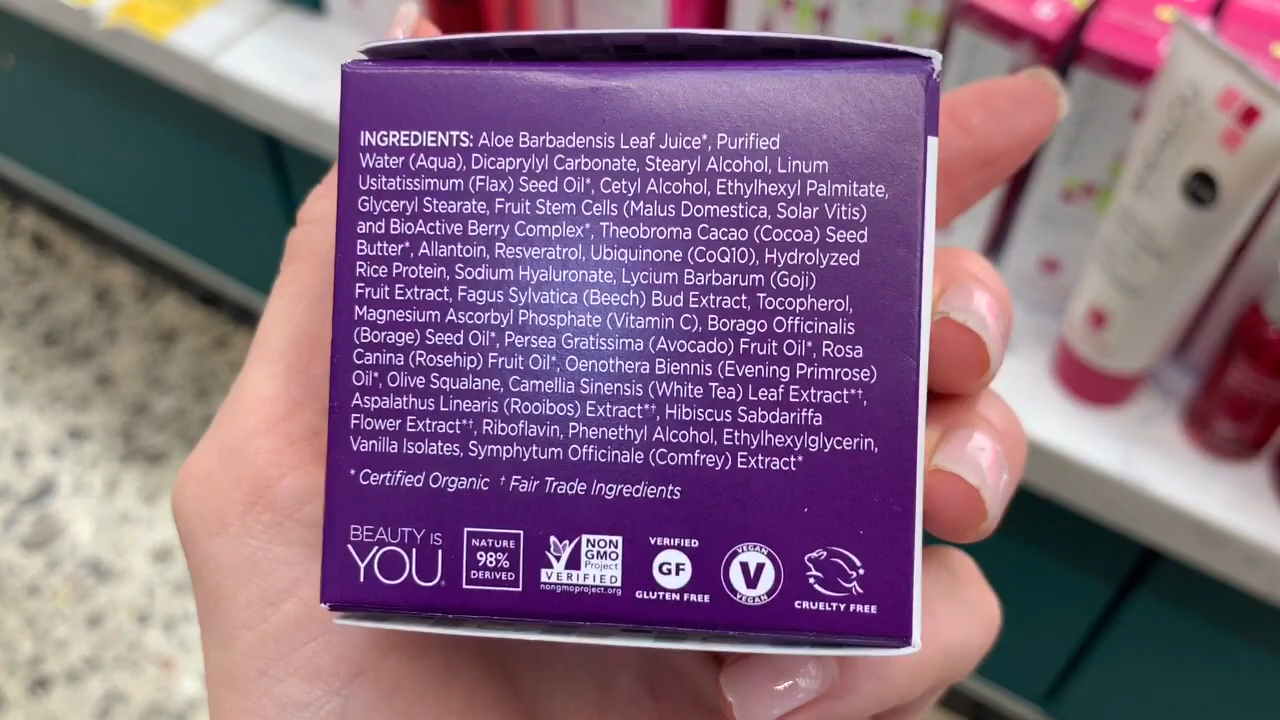 INGREDIENTS: Aloe Barbadensis Leaf Juice*, Purified
Water (Aqua), Dicaprylyl Carbonate, Stearyl Alcohol, Linum
Usitatissimum (Flax) Seed Oil*, Cetyl Alcohol, Ethylhexyl Palmitate,
Glyceryl Stearate, Fruit Stem Cells (Malus Domestica, Solar Vitis)
and BioActive Berry Complex*, Theobroma Cacao (Cocoa) Seed
Butter*, Allantoin, Resveratrol, Ubiquinone (CoQ10), Hydrolyzed
Rice Protein, Sodium Hyaluronate, Lycium Barbarum (Goji)
Fruit Extract, Fagus Sylvatica (Beech) Bud Extract, Tocopherol,
Magnesium Ascorbyl Phosphate (Vitamin C), Borago Officinalis
(Borage) Seed Oil*, Persea Gratissima (Avocado) Fruit Oil*, Rosa
Canina (Rosehip) Fruit Oil*, Oenothera Biennis (Evening Primrose)
Oil*, Olive Squalane, Camellia Sinensis (White Tea) Leaf Extract*†,
Aspalathus Linearis (Rooibos) Extract*†, Hibiscus Sabdariffa
Flower Extract*†, Riboflavin, Phenethyl Alcohol, Ethylhexylglycerin,
Vanilla Isolates, Symphytum Officinale (Comfrey) Extract*
* Certified Organic † Fair Trade Ingredients
BEAUTY IS
YOU®
NATURE
98%
DERIVED
NON
GMO
Project
VERIFIED
nongmoproject.org
VERIFIED
GF
GLUTEN FREE
VEGAN
V
VEGAN
CRUELTY FREE